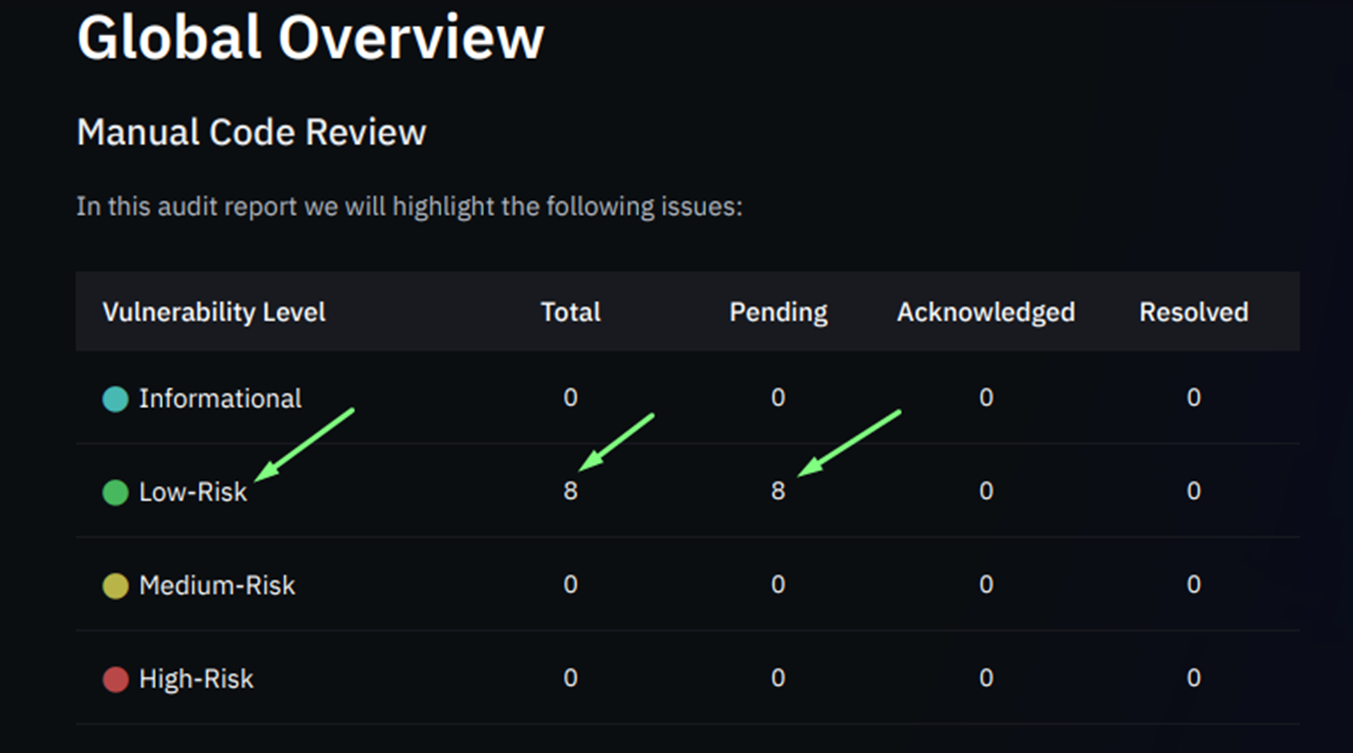 Global Overview
Manual Code Review
In this audit report we will highlight the following issues:
Vulnerability Level Total Pending Acknowledged Resolved
Informational 0 0 0 0
Low-Risk 8 8 0 0
Medium-Risk 0 0 0 0
High-Risk 0 0 0 0